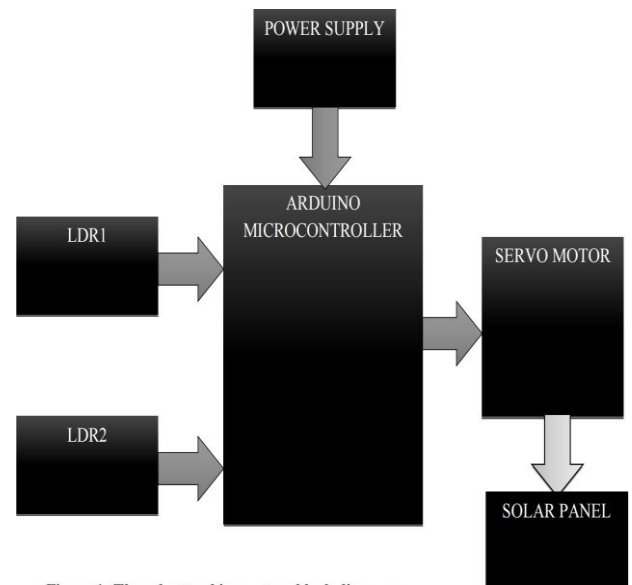 POWER SUPPLY
ARDUINO
MICROCONTROLLER
LDR1
SERVO MOTOR
LDR2
SOLAR PANEL